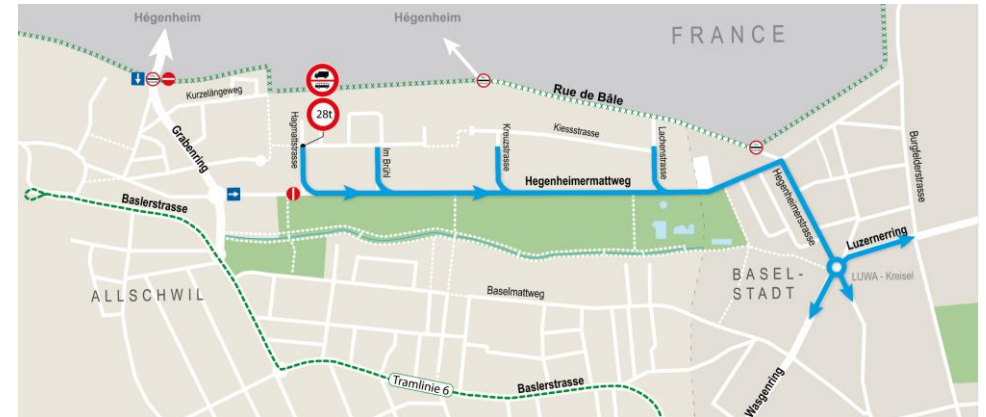 Hégenheim
Hégenheim
FRANCE
Kurzelängeweg
28t
Rue de Bâle
Grabenring
Hagmattstrasse
Im Brühl
Kreuzstrasse
Kiessstrasse
Lachenstrasse
Burgfelderstrasse
Hegenheimermattweg
Hegenheimerstrasse
Baslerstrasse
Luzernerring
LUWA - Kreisel
BASEL-
STADT
ALLSCHWIL
Baselmattweg
Wasgenring
Tramlinie 6
Baslerstrasse